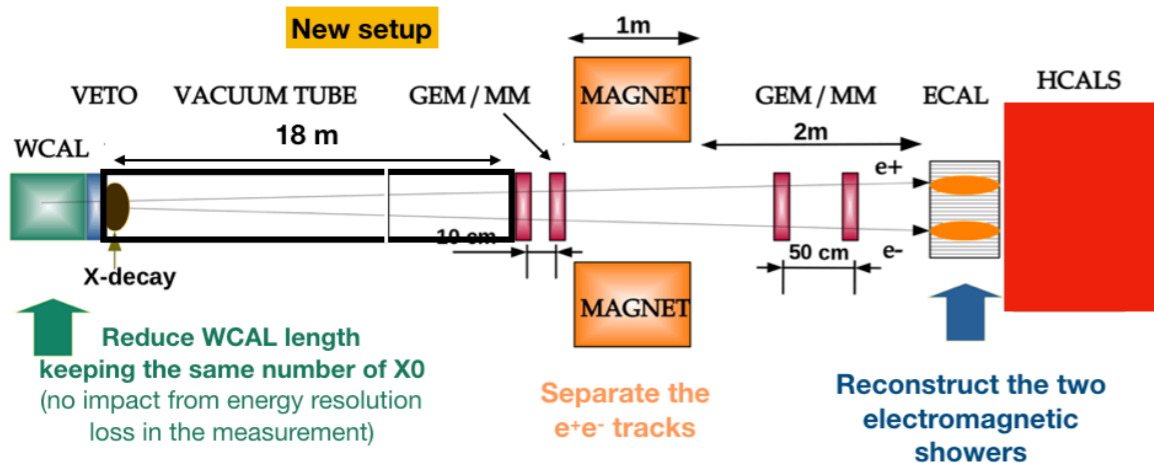 New setup
1m
VETO
VACUUM TUBE
GEM / MM
MAGNET
GEM / MM
ECAL
HCALS
18 m
2m
WCAL
e+
10 cm
50 cm
e-
X-decay
MAGNET
Reduce WCAL length
keeping the same number of X0
(no impact from energy resolution
loss in the measurement)
Separate the
e+e- tracks
Reconstruct the two
electromagnetic
showers